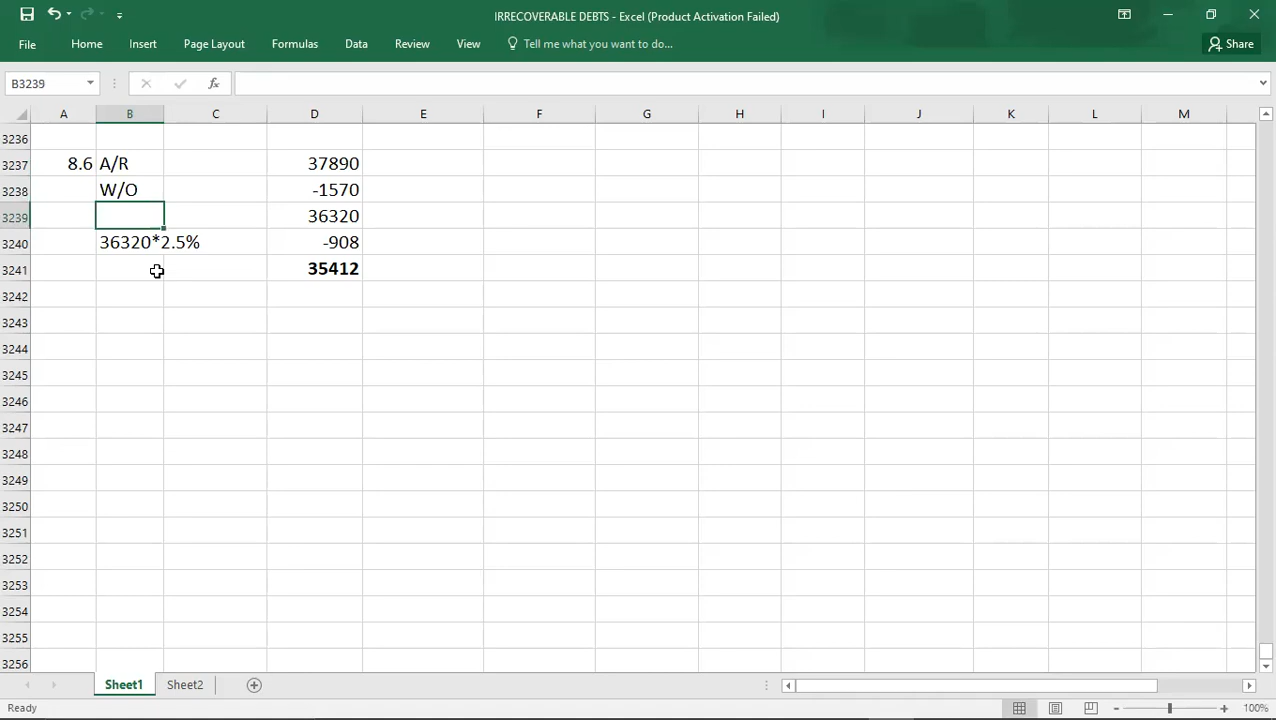 IRRECOVERABLE DEBTS - Excel (Product Activation Failed)
File Home Insert Page Layout Formulas Data Review View Tell me what you want to do... Share
B3239 fx
A B C D E F G H I J K L M
3236
3237 8.6 A/R 37890
3238 W/O -1570
3239 36320
3240 36320*2.5% -908
3241 35412
3242
3243
3244
3245
3246
3247
3248
3249
3250
3251
3252
3253
3254
3255
3256
Sheet1 Sheet2
Ready 100%